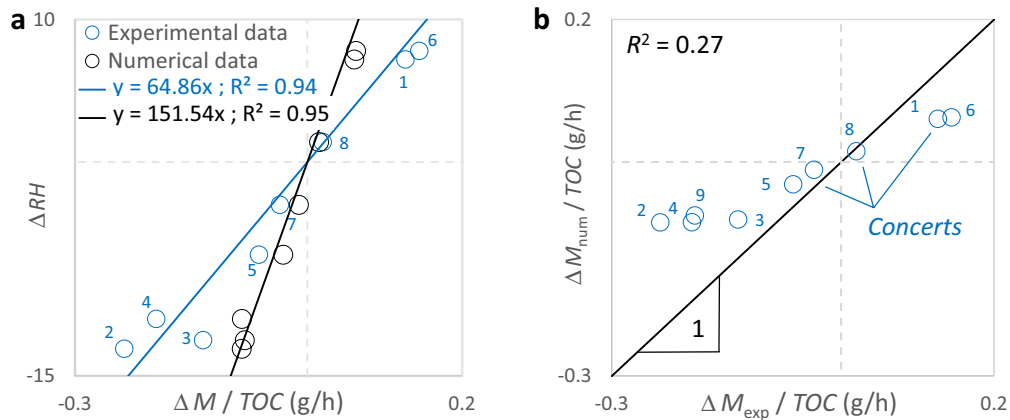 a
10
Experimental data
Numerical data
y = 64.86x ; R² = 0.94
y = 151.54x ; R² = 0.95
6
1
8
7
5
4
3
2
ΔRH
-15
-0.3
ΔM / TOC (g/h)
0.2
b
0.2
R² = 0.27
1
6
8
7
5
9
4
2
3
Concerts
1
ΔM_num / TOC (g/h)
-0.3
-0.3
ΔM_exp / TOC (g/h)
0.2